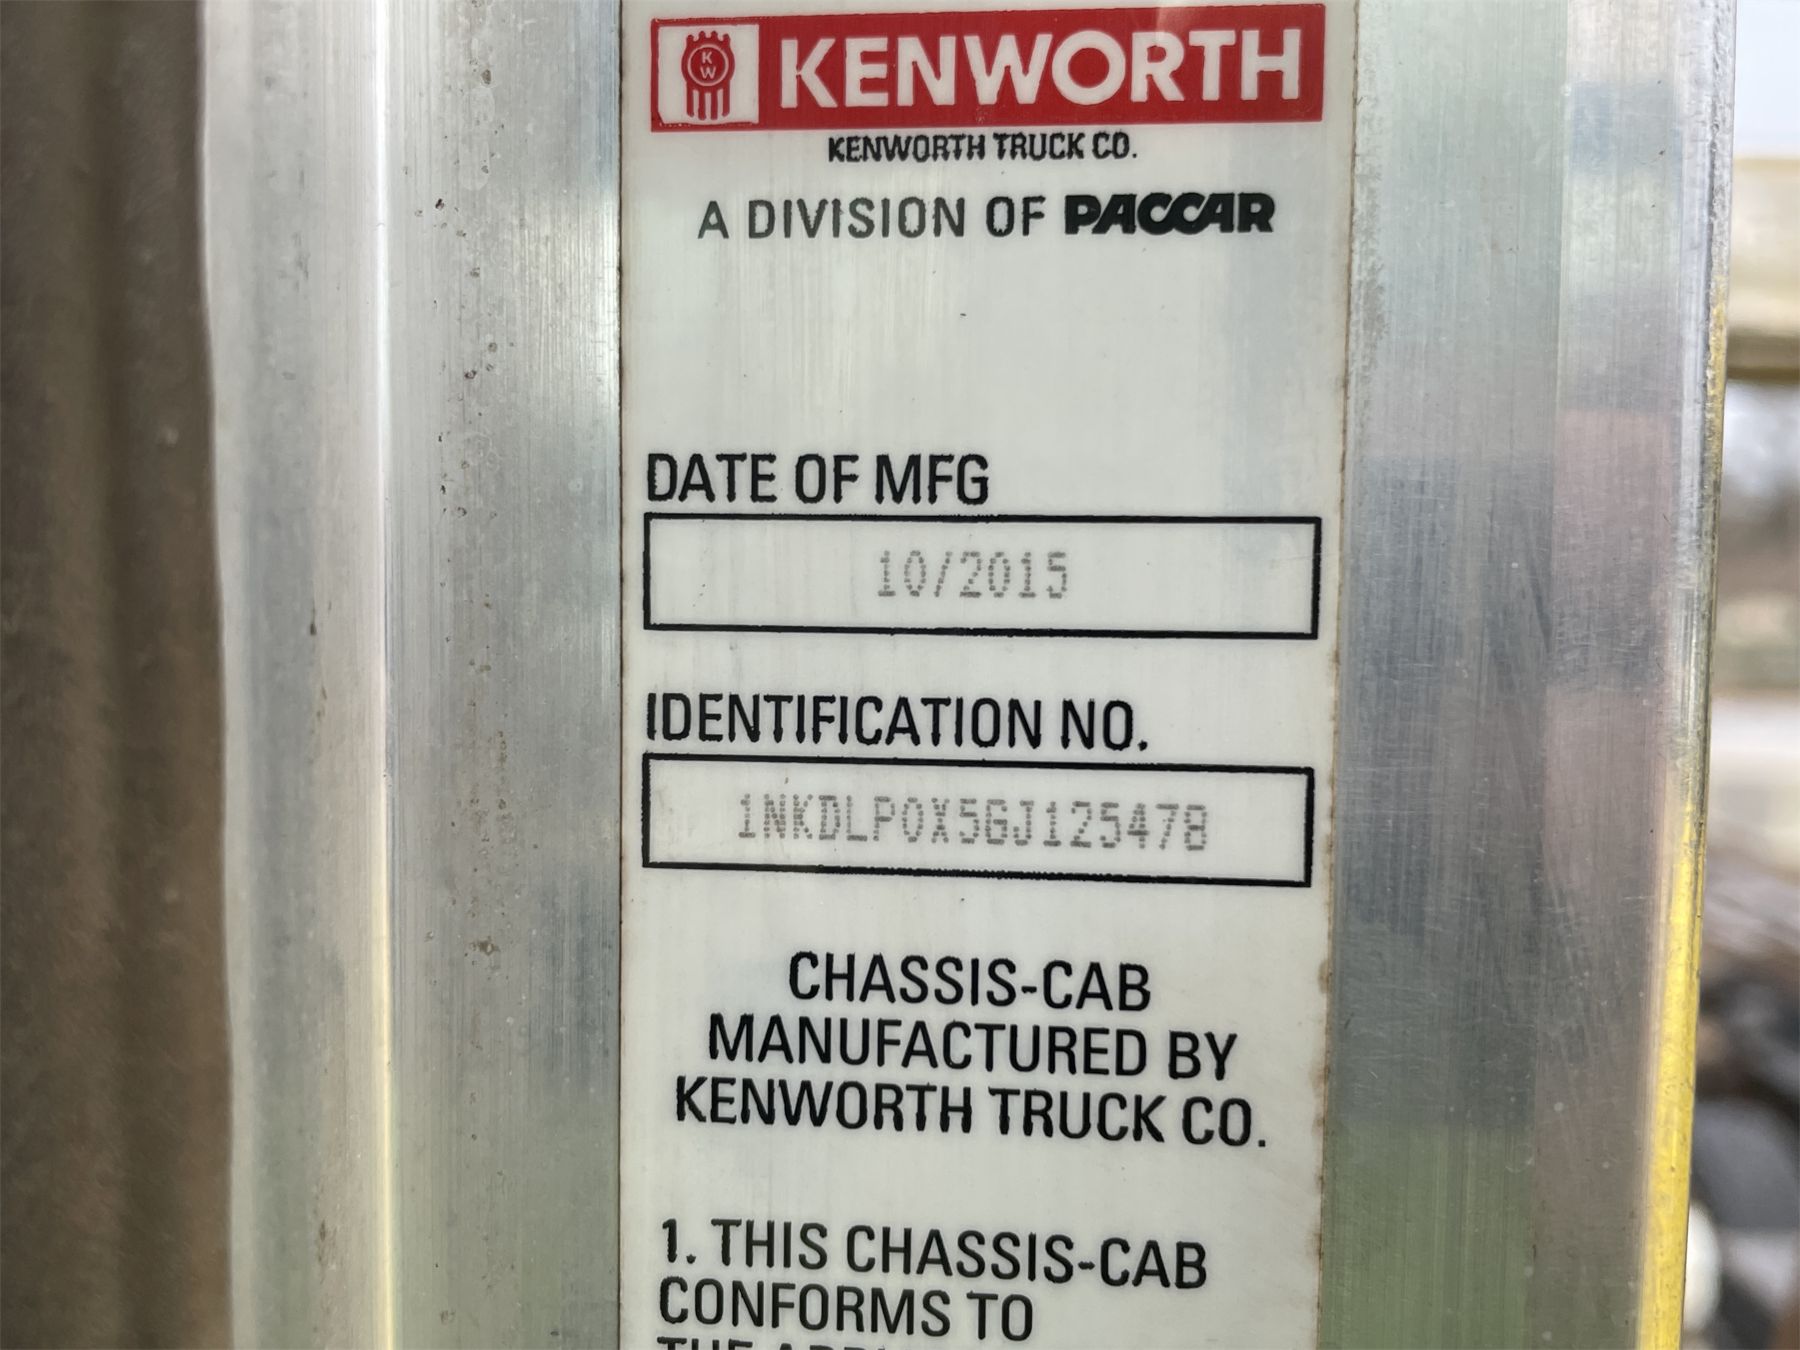 KW KENWORTH
KENWORTH TRUCK CO.
A DIVISION OF PACCAR
DATE OF MFG
10/2015
IDENTIFICATION NO.
1NKDLP0X5GJ125478
CHASSIS-CAB
MANUFACTURED BY
KENWORTH TRUCK CO.
1. THIS CHASSIS-CAB
CONFORMS TO